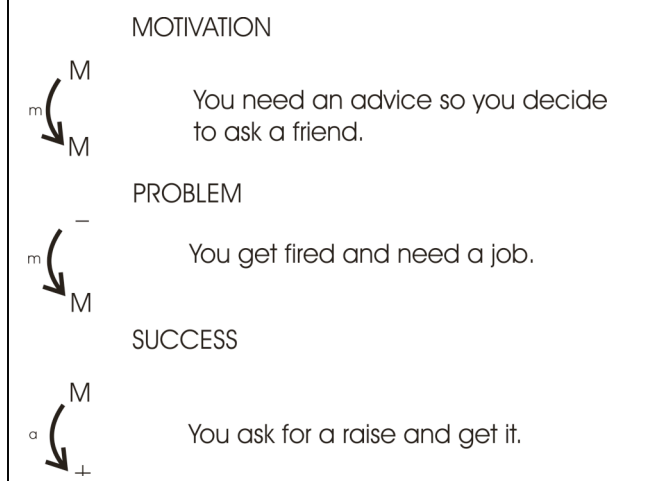 MOTIVATION
M
m
You need an advice so you decide
to ask a friend.
M
PROBLEM
–
m
You get fired and need a job.
M
SUCCESS
M
a
You ask for a raise and get it.
+